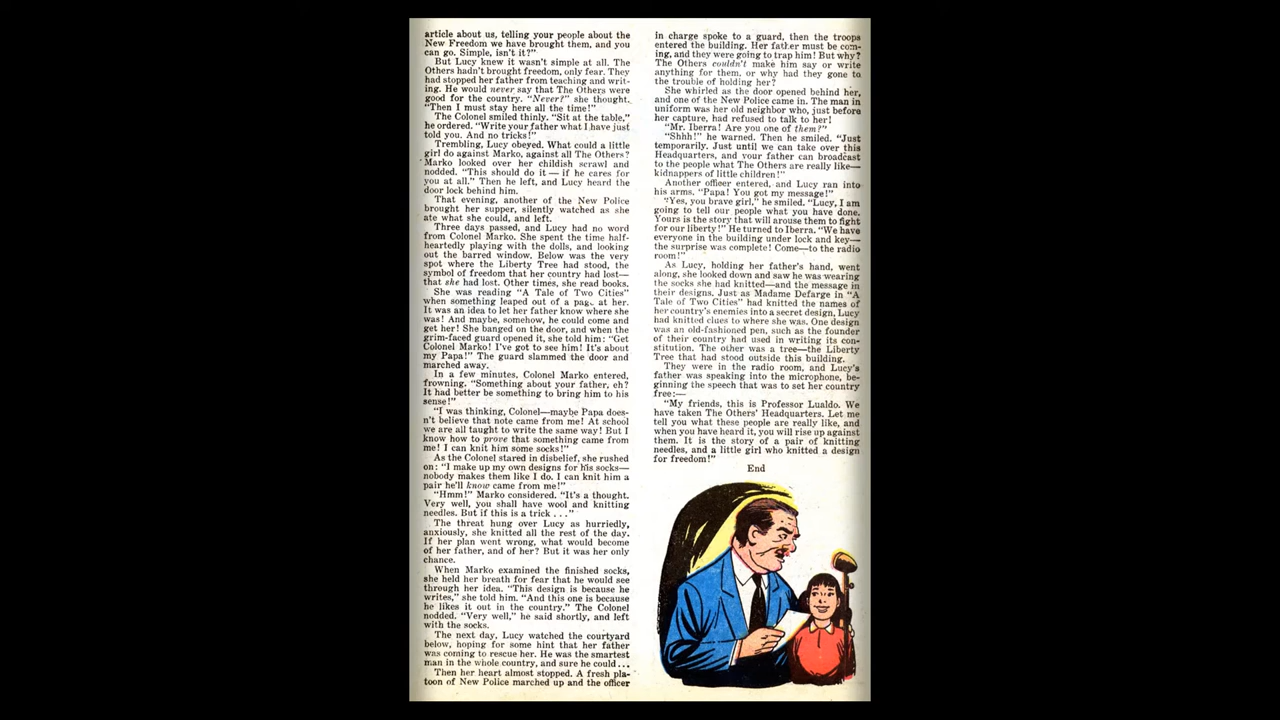 article about us, telling your people about the
New Freedom we have brought them, and you
can go. Simple, isn't it?"
But Lucy knew it wasn't simple at all. The
Others hadn't brought freedom, only fear. They
had stopped her father from teaching and writ-
ing. He would never say that The Others were
good for the country. "Never?" she thought.
"Then I must stay here all the time!"
The Colonel smiled thinly. "Sit at the table,"
he ordered. "Write your father what I have just
told you. And no tricks!"
Trembling, Lucy obeyed. What could a little
girl do against Marko, against all The Others?
Marko looked over her childish scrawl and
nodded. "This should do it — if he cares for
you at all." Then he left, and Lucy heard the
door lock behind him.
That evening, another of the New Police
brought her supper, silently watched as she
ate what she could, and left.
Three days passed, and Lucy had no word
from Colonel Marko. She spent the time half-
heartedly playing with the dolls, and looking
out the barred window. Below was the very
spot where the Liberty Tree had stood, the
symbol of freedom that her country had lost—
that she had lost. Other times, she read books.
She was reading "A Tale of Two Cities"
when something leaped out of a page at her.
It was an idea to let her father know where she
was! And maybe, somehow, he could come and
get her! She banged on the door, and when the
grim-faced guard opened it, she told him: "Get
Colonel Marko! I've got to see him! It's about
my Papa!" The guard slammed the door and
marched away.
In a few minutes, Colonel Marko entered,
frowning. "Something about your father, eh?
It had better be something to bring him to his
sense!"
"I was thinking, Colonel—maybe Papa does-
n't believe that note came from me! At school
we are all taught to write the same way! But I
know how to prove that something came from
me! I can knit him some socks!"
As the Colonel stared in disbelief, she rushed
on: "I make up my own designs for his socks—
nobody makes them like I do. I can knit him a
pair he'll know came from me!"
"Hmm!" Marko considered. "It's a thought.
Very well, you shall have wool and knitting
needles. But if this is a trick . . ."
The threat hung over Lucy as hurriedly,
anxiously, she knitted all the rest of the day.
If her plan went wrong, what would become
of her father, and of her? But it was her only
chance.
When Marko examined the finished socks,
she held her breath for fear that he would see
through her idea. "This design is because he
writes," she told him. "And this one is because
he likes it out in the country." The Colonel
nodded. "Very well," he said shortly, and left
with the socks.
The next day, Lucy watched the courtyard
below, hoping for some hint that her father
was coming to rescue her. He was the smartest
man in the whole country, and sure he could . . .
Then her heart almost stopped. A fresh pla-
toon of New Police marched up and the officer
in charge spoke to a guard, then the troops
entered the building. Her father must be com-
ing, and they were going to trap him! But why?
The Others couldn't make him say or write
anything for them, or why had they gone to
the trouble of holding her?
She whirled as the door opened behind her,
and one of the New Police came in. The man in
uniform was her old neighbor who, just before
her capture, had refused to talk to her!
"Mr. Iberra! Are you one of them?"
"Shhh!" he warned. Then he smiled. "Just
temporarily. Just until we can take over this
Headquarters, and your father can broadcast
to the people what The Others are really like—
kidnappers of little children!"
Another officer entered, and Lucy ran into
his arms. "Papa! You got my message!"
"Yes, you brave girl," he smiled. "Lucy, I am
going to tell our people what you have done.
Yours is the story that will arouse them to fight
for our liberty!" He turned to Iberra. "We have
everyone in the building under lock and key—
the surprise was complete! Come—to the radio
room!"
As Lucy, holding her father's hand, went
along, she looked down and saw he was wearing
the socks she had knitted—and the message in
their designs. Just as Madame Defarge in "A
Tale of Two Cities" had knitted the names of
her country's enemies into a secret design, Lucy
had knitted clues to where she was. One design
was an old-fashioned pen, such as the founder
of their country had used in writing its con-
stitution. The other was a tree—the Liberty
Tree that had stood outside this building.
They were in the radio room, and Lucy's
father was speaking into the microphone, be-
ginning the speech that was to set her country
free:—
"My friends, this is Professor Lualdo. We
have taken The Others' Headquarters. Let me
tell you what these people are really like, and
when you have heard it, you will rise up against
them. It is the story of a pair of knitting
needles, and a little girl who knitted a design
for freedom!"
End